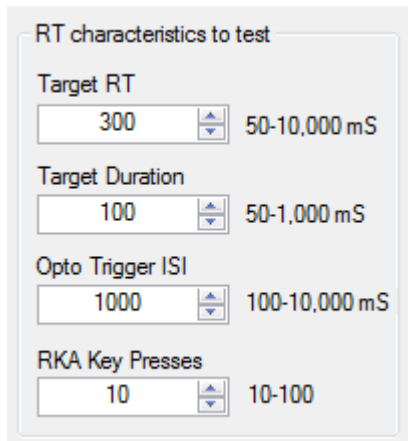 RT characteristics to test
Target RT
300 50-10,000 mS
Target Duration
100 50-1,000 mS
Opto Trigger ISI
1000 100-10,000 mS
RKA Key Presses
10 10-100